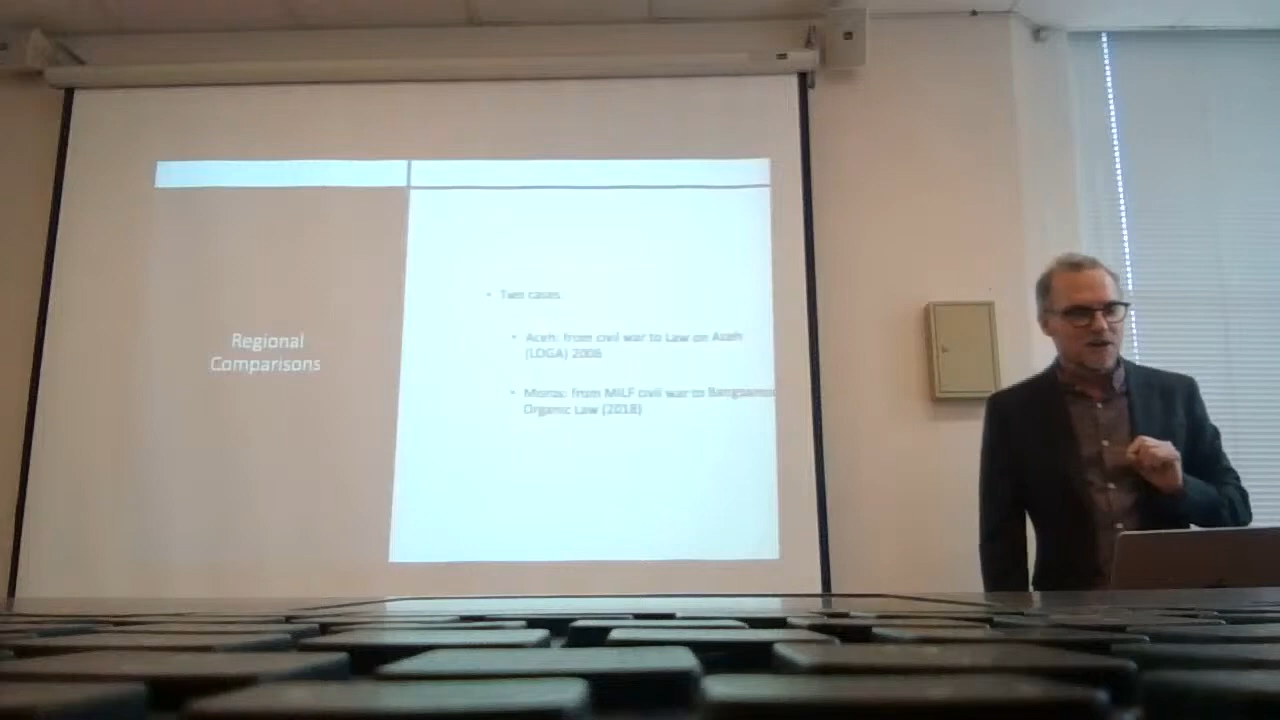 Regional
Comparisons
• Two cases
• Aceh: from civil war to Law on Aceh
(LOGA) 2006
• Moros: from MILF civil war to Bangsamoro
Organic Law (2018)